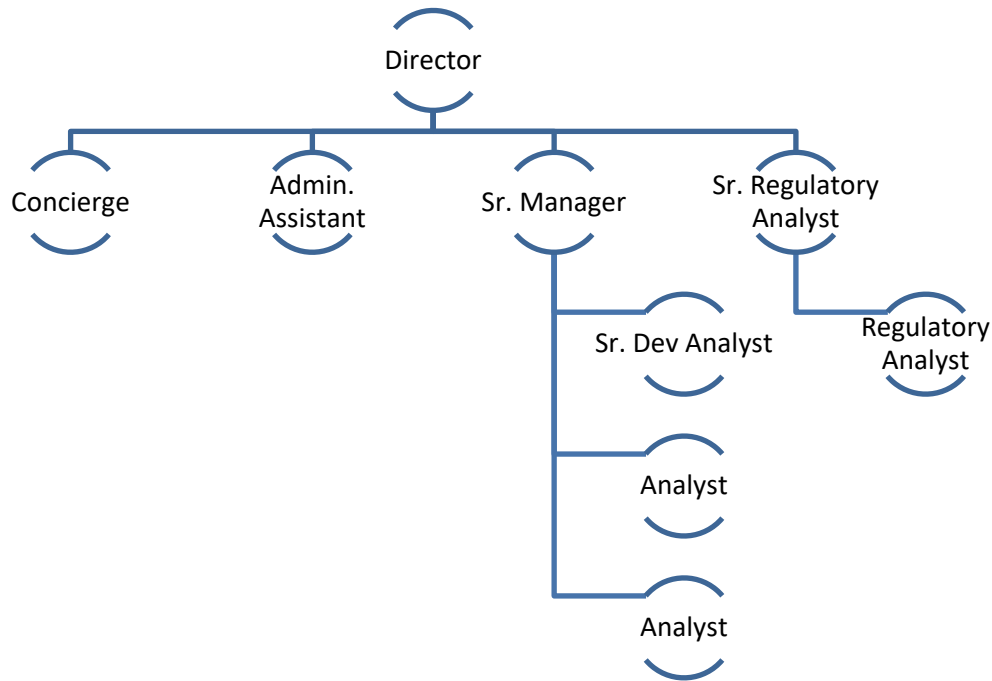 Director
Concierge
Admin.
Assistant
Sr. Manager
Sr. Regulatory
Analyst
Sr. Dev Analyst
Regulatory
Analyst
Analyst
Analyst